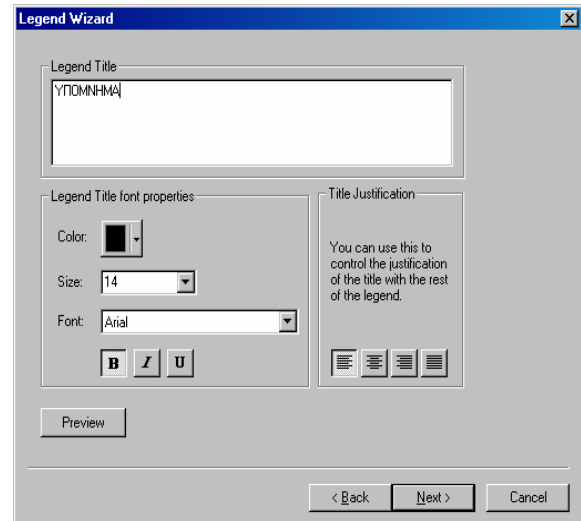 Legend Wizard
Legend Title
ΥΠΟΜΝΗΜΑ
Legend Title font properties
Color:
Size: 14
Font: Arial
B I U
Title Justification
You can use this to
control the justification
of the title with the rest
of the legend.
Preview
< Back Next > Cancel